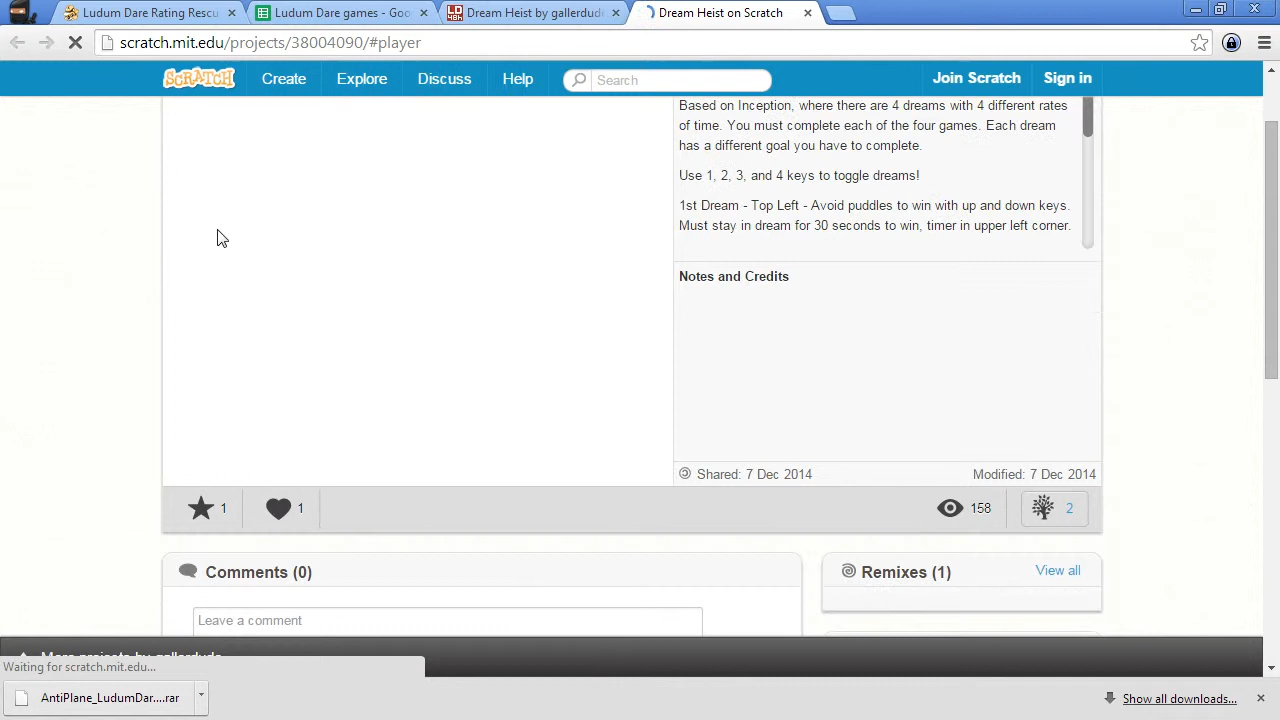 Ludum Dare Rating Rescu
Ludum Dare games - Goo
Dream Heist by gallerdud
Dream Heist on Scratch
scratch.mit.edu/projects/38004090/#player
SCRATCH
Create
Explore
Discuss
Help
Search
Join Scratch
Sign in
Based on Inception, where there are 4 dreams with 4 different rates
of time. You must complete each of the four games. Each dream
has a different goal you have to complete.
Use 1, 2, 3, and 4 keys to toggle dreams!
1st Dream - Top Left - Avoid puddles to win with up and down keys.
Must stay in dream for 30 seconds to win, timer in upper left corner.
Notes and Credits
Shared: 7 Dec 2014
Modified: 7 Dec 2014
1
1
158
2
Comments (0)
Remixes (1)
View all
Leave a comment
More projects by gallerdude
Waiting for scratch.mit.edu...
AntiPlane_LudumDar....rar
Show all downloads...